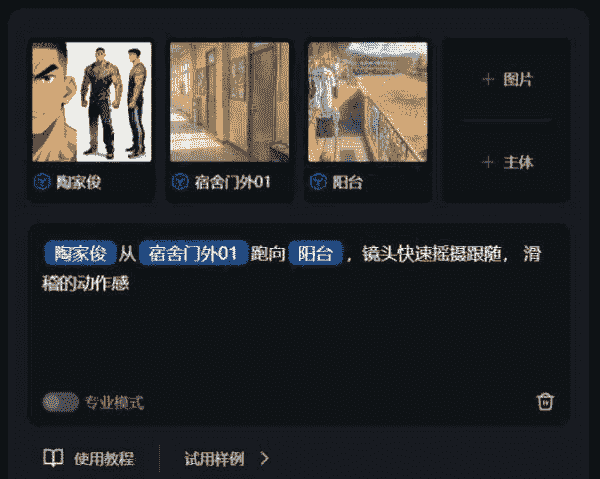 + 图片
+ 主体
陶家俊
宿舍门外01
阳台
陶家俊 从 宿舍门外01 跑向 阳台 ，镜头快速摇摄跟随，滑
稽的动作感
专业模式
使用教程
试用样例 >